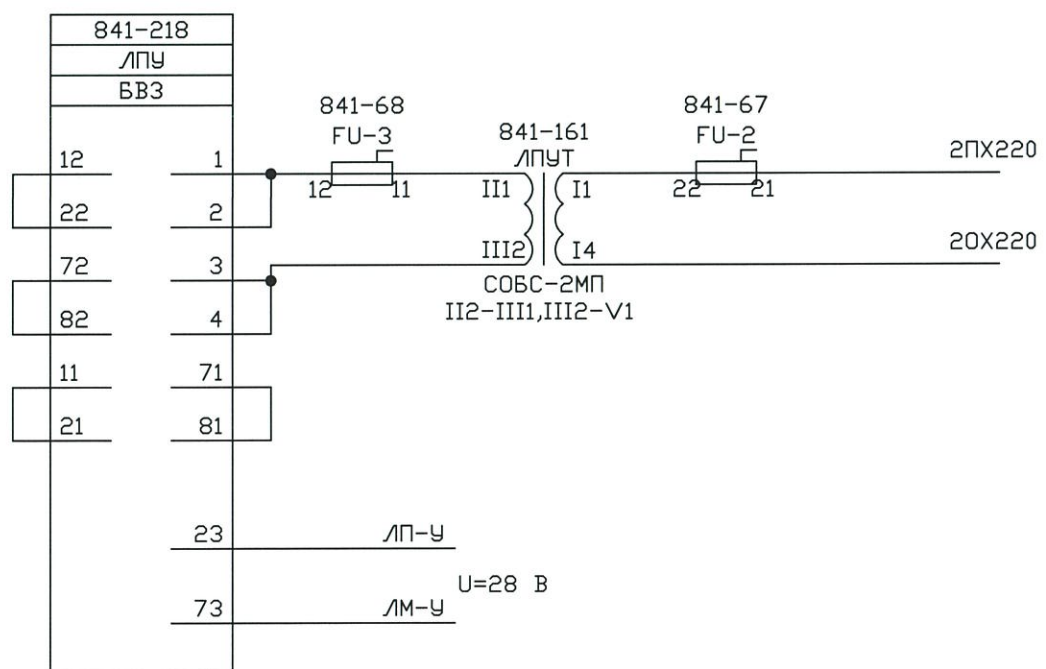 841-218
ЛПУ
БВЗ
841-68
FU-3
841-161
ЛПУТ
841-67
FU-2
2ПХ220
12 1
12 11
II1 I1
22 21
22 2
III2 I4
2ОХ220
72 3
СОБС-2МП
II2-III1,III2-V1
82 4
11 71
21 81
23 ЛП-У
U=28 В
73 ЛМ-У